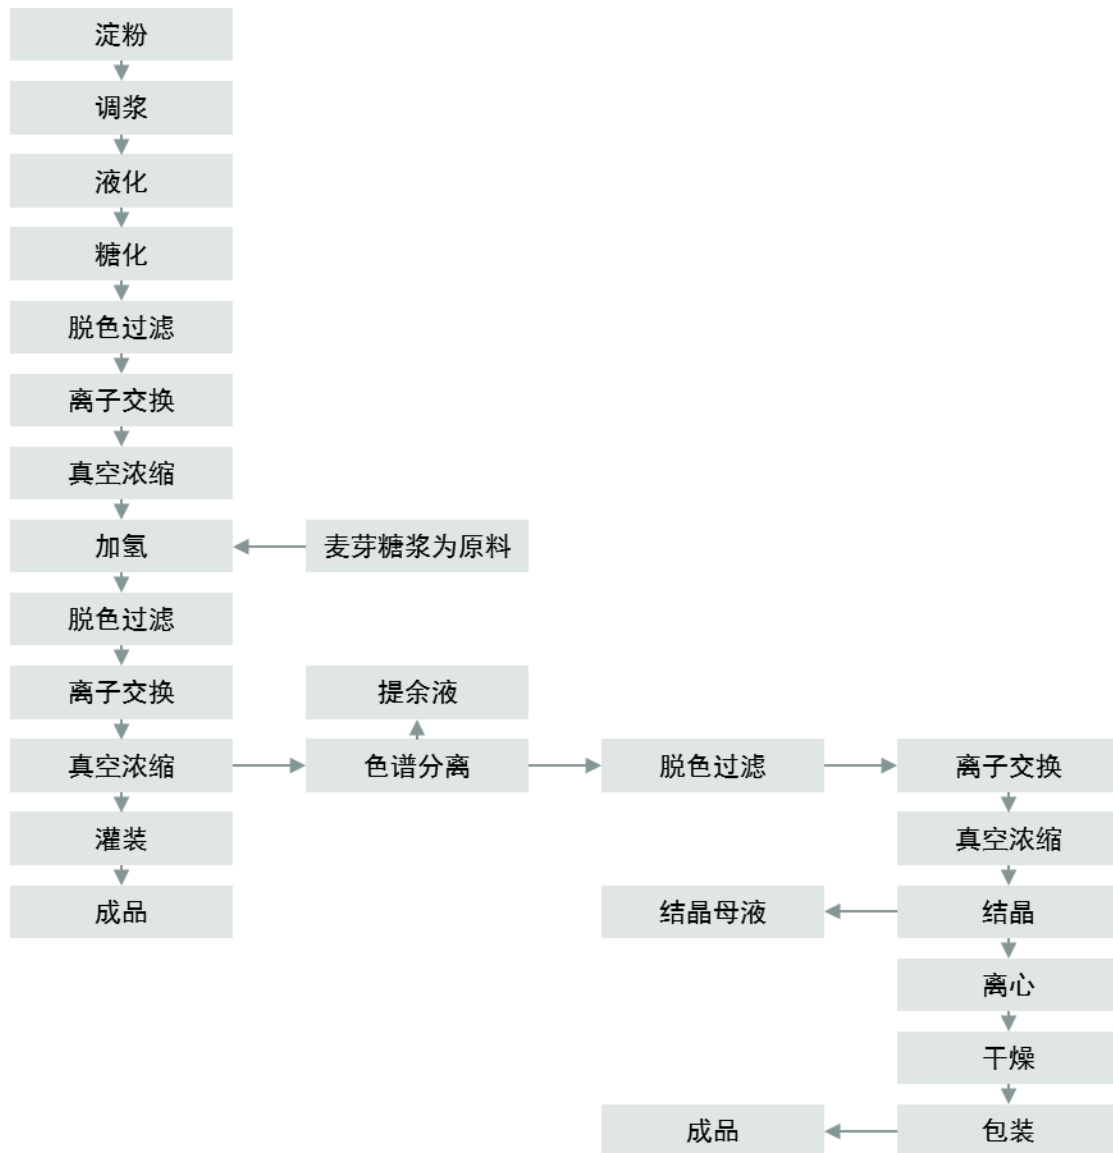 淀粉
调浆
液化
糖化
脱色过滤
离子交换
真空浓缩
加氢
麦芽糖浆为原料
脱色过滤
离子交换
提余液
真空浓缩
色谱分离
脱色过滤
离子交换
灌装
真空浓缩
成品
结晶母液
结晶
离心
干燥
成品
包装